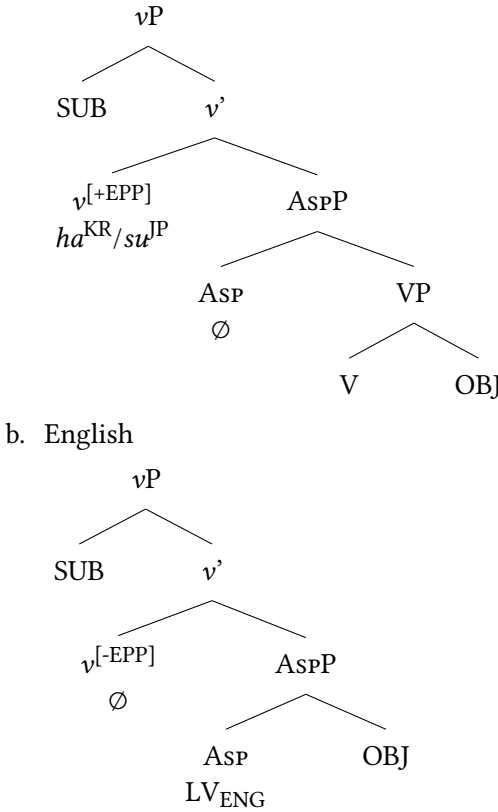 vP
SUB v’
v[+EPP] AspP
haKR/suJP
Asp VP
∅
V OBJ
b. English
vP
SUB v’
v[-EPP] AspP
∅
Asp OBJ
LVENG